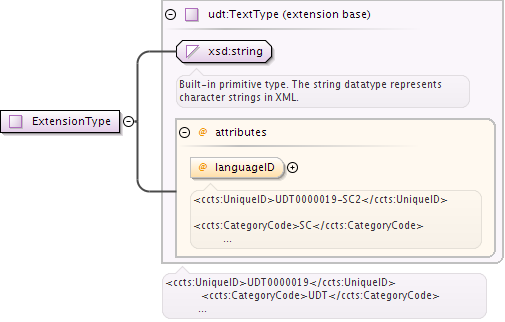 udt:TextType (extension base)
xsd:string
Built-in primitive type. The string datatype represents
character strings in XML.
ExtensionType
@ attributes
@ languageID
<ccts:UniqueID>UDT0000019-SC2</ccts:UniqueID>
<ccts:CategoryCode>SC</ccts:CategoryCode>
...
<ccts:UniqueID>UDT0000019</ccts:UniqueID>
<ccts:CategoryCode>UDT</ccts:CategoryCode>
...